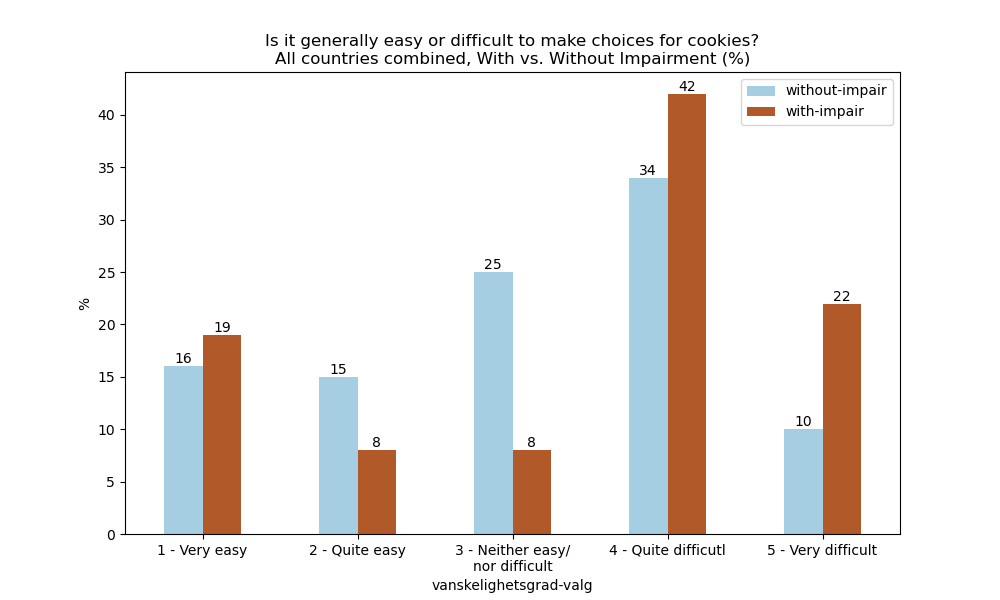 Is it generally easy or difficult to make choices for cookies?
All countries combined, With vs. Without Impairment (%)
without-impair
with-impair
%
40
35
30
25
20
15
10
5
0
16
19
15
8
25
8
34
42
10
22
1 - Very easy
2 - Quite easy
3 - Neither easy/
nor difficult
4 - Quite difficutl
5 - Very difficult
vanskelighetsgrad-valg